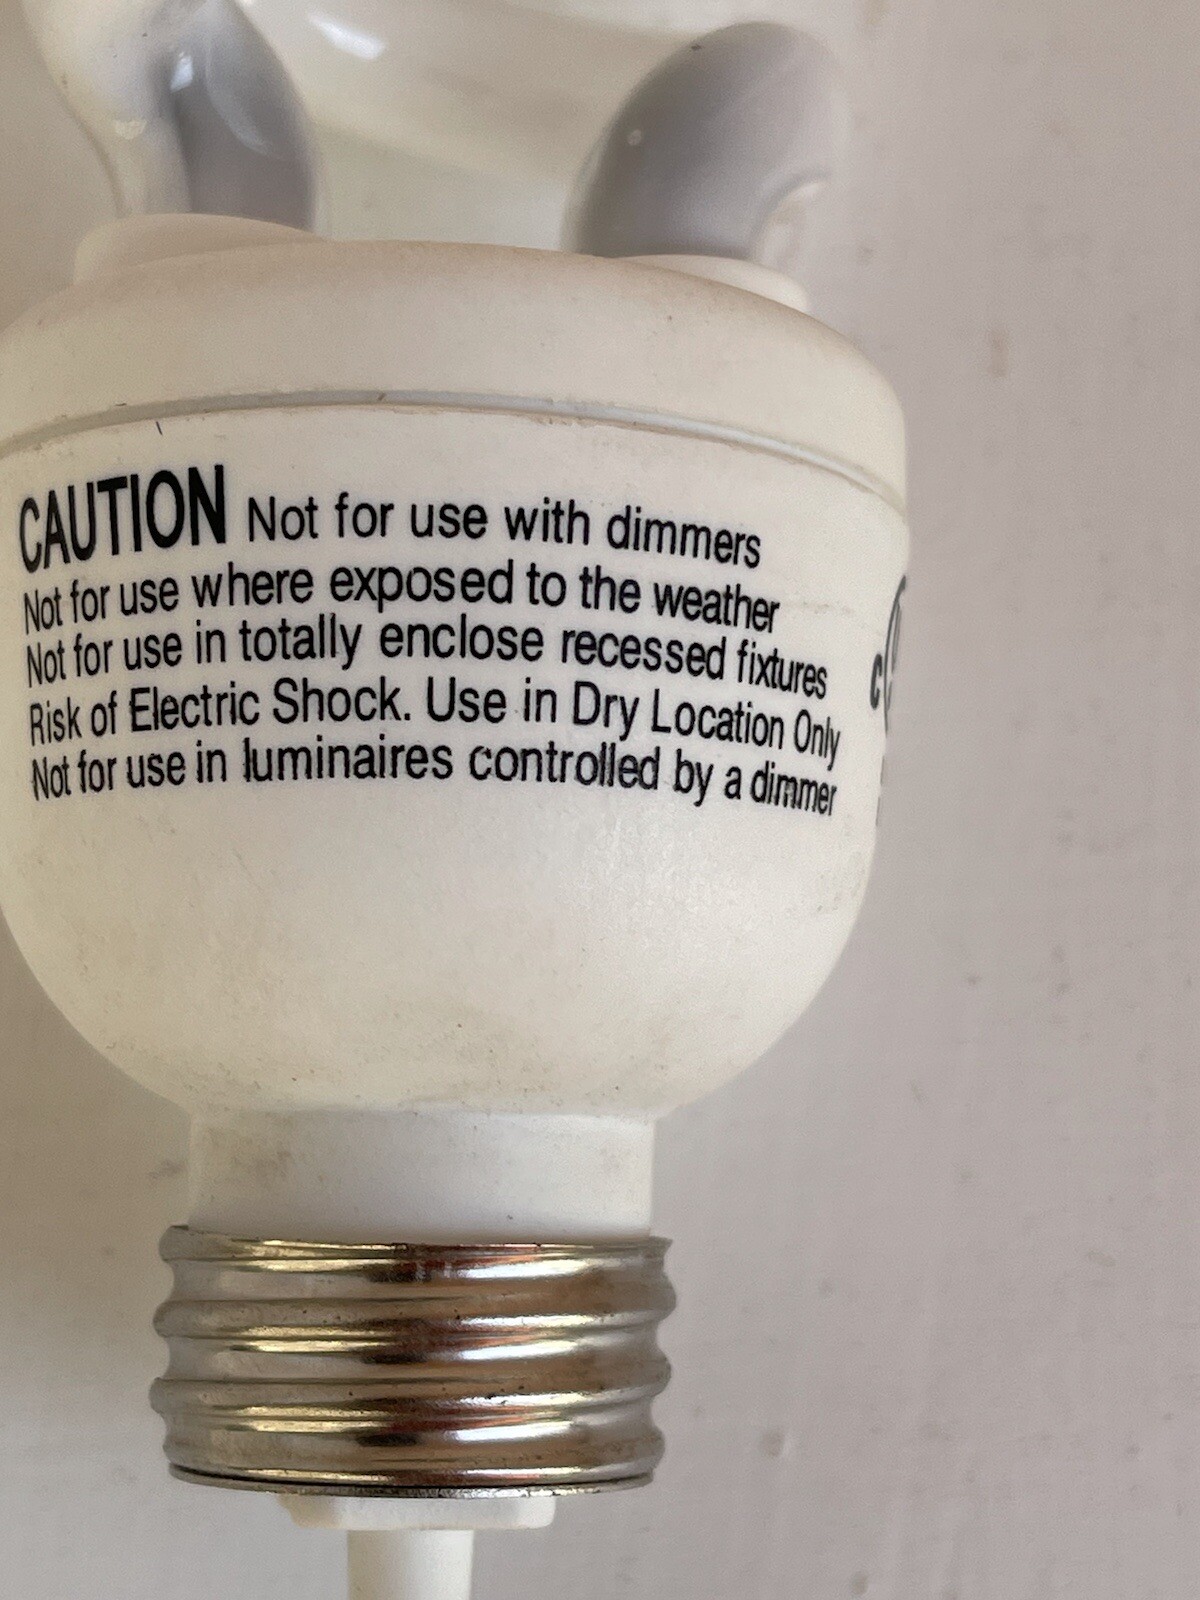 CAUTION Not for use with dimmers
Not for use where exposed to the weather
Not for use in totally enclose recessed fixtures
Risk of Electric Shock. Use in Dry Location Only
Not for use in luminaires controlled by a dimmer
c